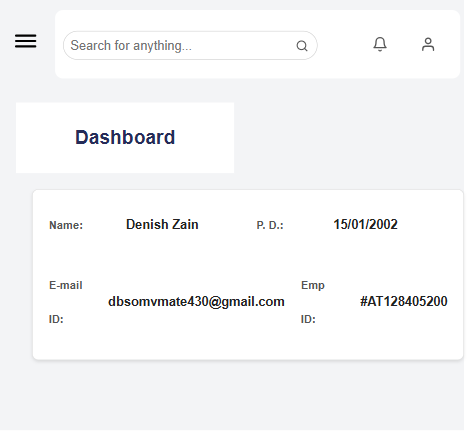 Search for anything...
Dashboard
Name: Denish Zain P. D.: 15/01/2002
E-mail ID: dbsomvmate430@gmail.com Emp ID: #AT128405200